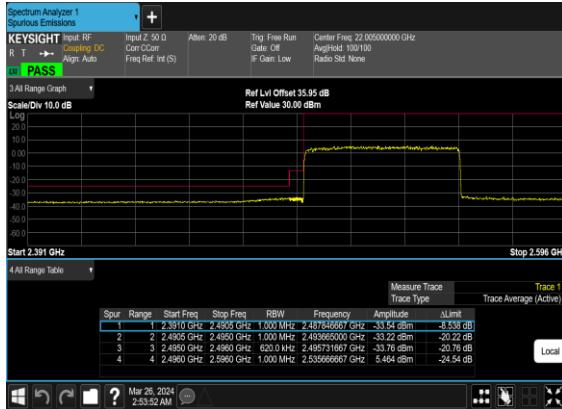 Spectrum Analyzer 1
Spurious Emissions
+
KEYSIGHT Input: RF Input Z: 50 Ω Atten: 20 dB Trig: Free Run Center Freq: 22.005000000 GHz
R T Coupling: DC Corr CCorr Gate: Off Avg|Hold: 100/100
Align: Auto Freq Ref: Int (S) IF Gain: Low Radio Std: None
PASS
3 All Range Graph
Ref Lvl Offset 35.95 dB
Scale/Div 10.0 dB Ref Value 30.00 dBm
Log
20.0
10.0
0.00
-10.0
-20.0
-30.0
-40.0
-50.0
-60.0
Start 2.391 GHz Stop 2.596 GH
4 All Range Table
Measure Trace Trace 1
Trace Type Trace Average (Active)
Spur Range Start Freq Stop Freq RBW Frequency Amplitude ΔLimit
1 1 2.3910 GHz 2.4905 GHz 1.000 MHz 2.487846667 GHz -33.54 dBm -8.538 dB
2 2 2.4905 GHz 2.4950 GHz 1.000 MHz 2.493665000 GHz -33.22 dBm -20.22 dB
3 3 2.4950 GHz 2.4960 GHz 620.0 kHz 2.495731667 GHz -33.76 dBm -20.76 dB
4 4 2.4960 GHz 2.5960 GHz 1.000 MHz 2.535666667 GHz 5.464 dBm -24.54 dB
Local
? Mar 26, 2024
2:53:52 AM